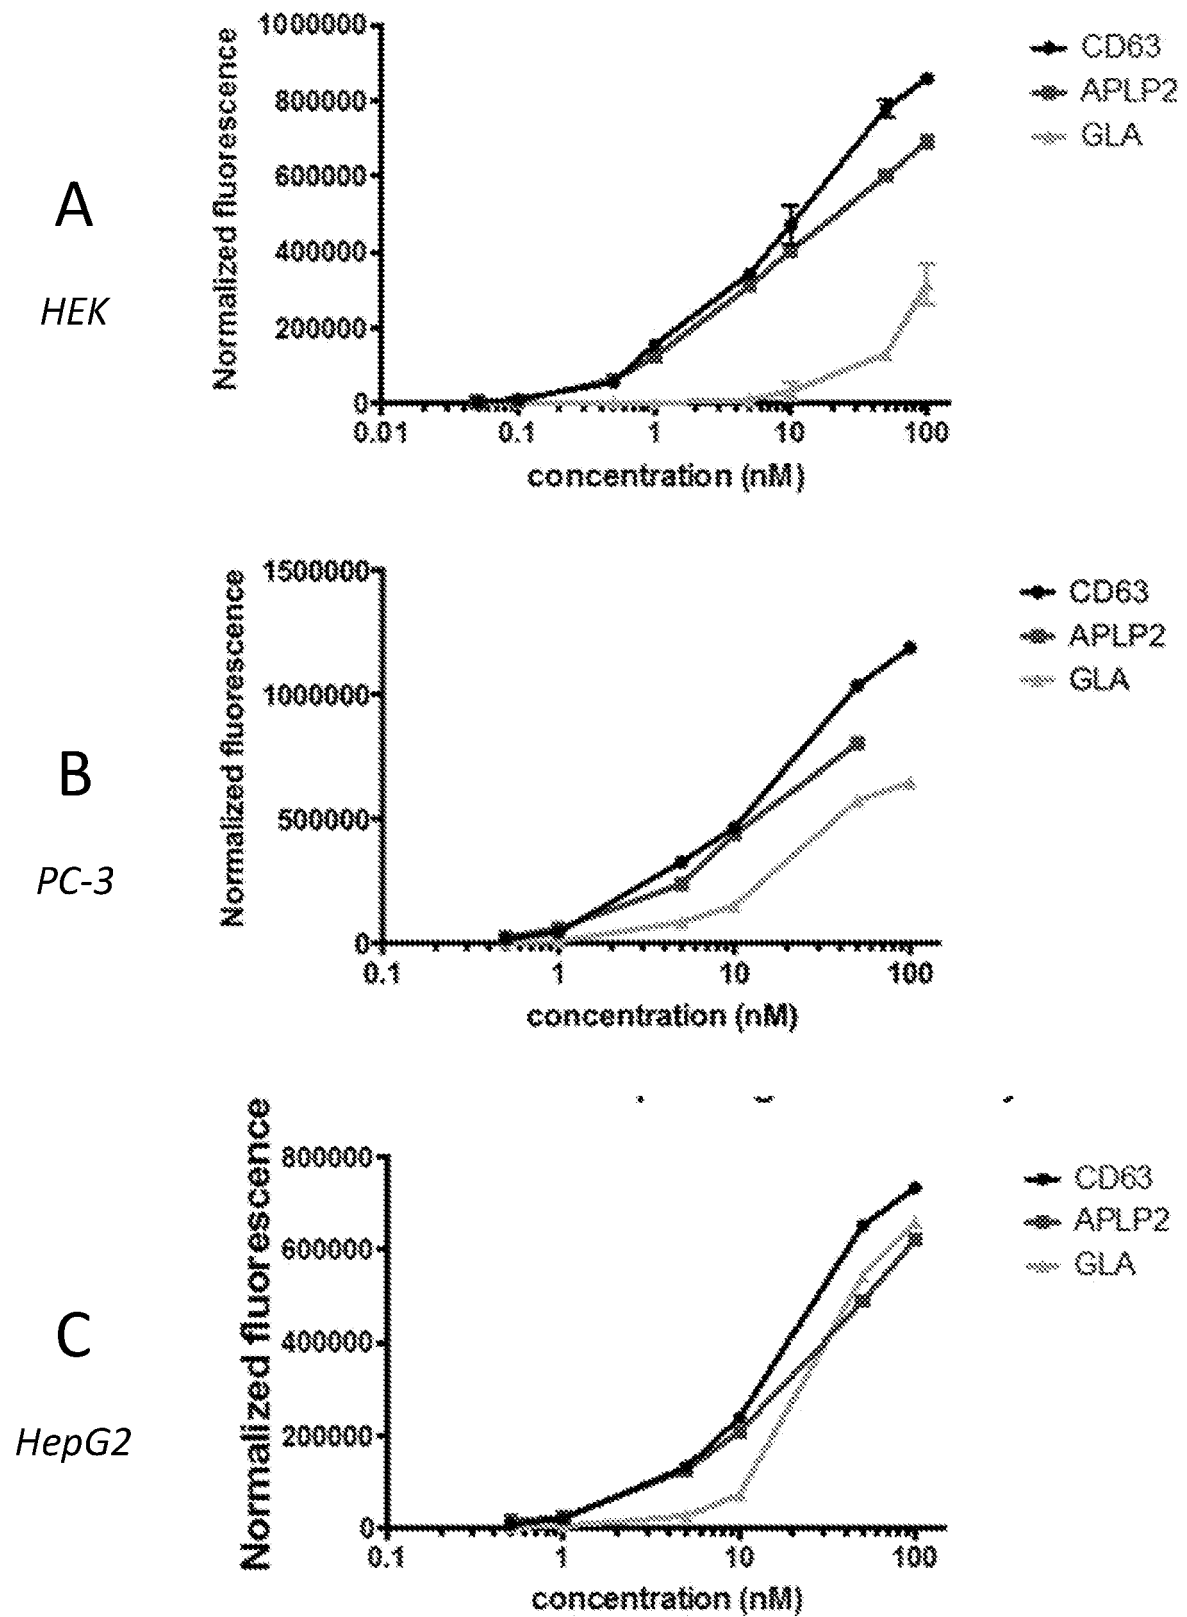 A
HEK
Normalized fluorescence
1000000
800000
600000
400000
200000
0
0.01
0.1
1
10
100
concentration (nM)
CD63
APLP2
GLA
B
PC-3
Normalized fluorescence
1500000
1000000
500000
0
0.1
1
10
100
concentration (nM)
CD63
APLP2
GLA
C
HepG2
Normalized fluorescence
800000
600000
400000
200000
0
0.1
1
10
100
concentration (nM)
CD63
APLP2
GLA